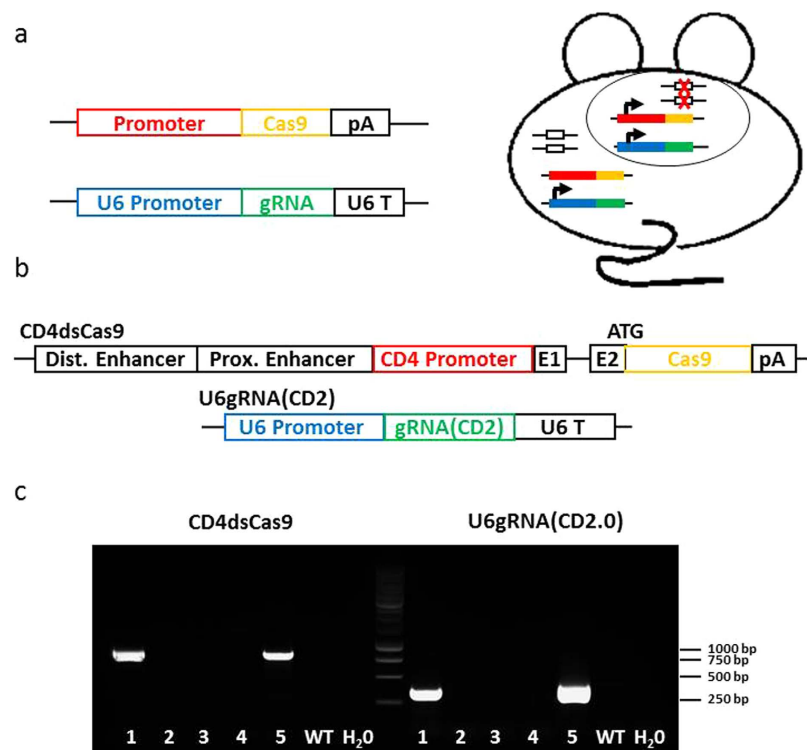 a
Promoter Cas9 pA
U6 Promoter gRNA U6 T
b
CD4dsCas9 ATG
Dist. Enhancer Prox. Enhancer CD4 Promoter E1 E2 Cas9 pA
U6gRNA(CD2)
U6 Promoter gRNA(CD2) U6 T
c
CD4dsCas9 U6gRNA(CD2.0)
1000 bp
750 bp
500 bp
250 bp
1 2 3 4 5 WT H₂0 1 2 3 4 5 WT H₂0